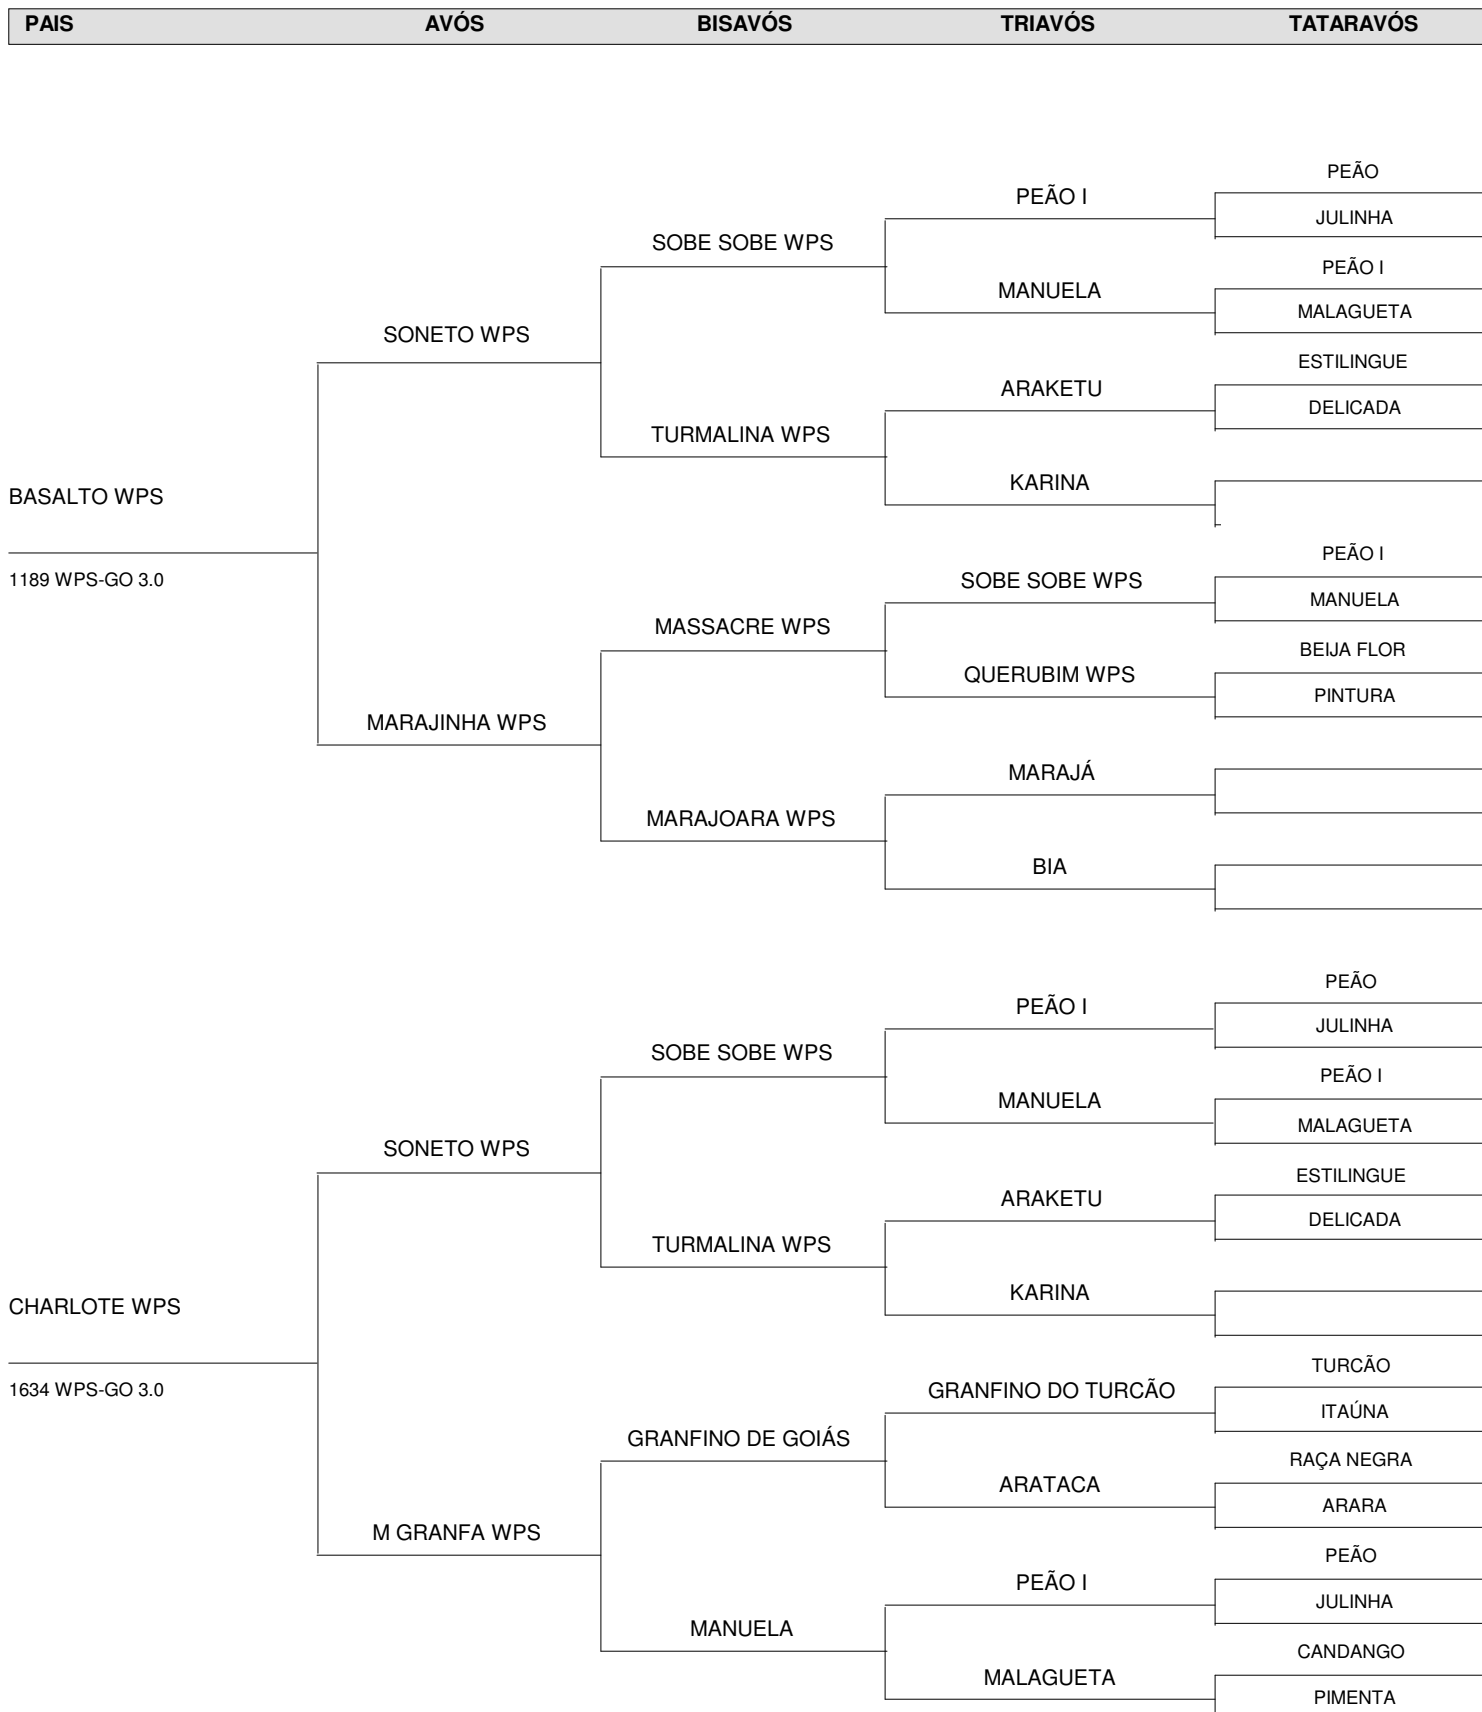 PAIS AVÓS BISAVÓS TRIAVÓS TATARAVÓS
PEÃO
PEÃO I
JULINHA
SOBE SOBE WPS
PEÃO I
MANUELA
MALAGUETA
SONETO WPS
ESTILINGUE
ARAKETU
DELICADA
TURMALINA WPS
KARINA
BASALTO WPS
PEÃO I
1189 WPS-GO 3.0
SOBE SOBE WPS
MANUELA
MASSACRE WPS
BEIJA FLOR
QUERUBIM WPS
PINTURA
MARAJINHA WPS
MARAJÁ
MARAJOARA WPS
BIA
PEÃO
PEÃO I
JULINHA
SOBE SOBE WPS
PEÃO I
MANUELA
MALAGUETA
SONETO WPS
ESTILINGUE
ARAKETU
DELICADA
TURMALINA WPS
KARINA
CHARLOTE WPS
TURCÃO
1634 WPS-GO 3.0
GRANFINO DO TURCÃO
ITAÚNA
GRANFINO DE GOIÁS
RAÇA NEGRA
ARATACA
ARARA
M GRANFA WPS
PEÃO
PEÃO I
JULINHA
MANUELA
CANDANGO
MALAGUETA
PIMENTA